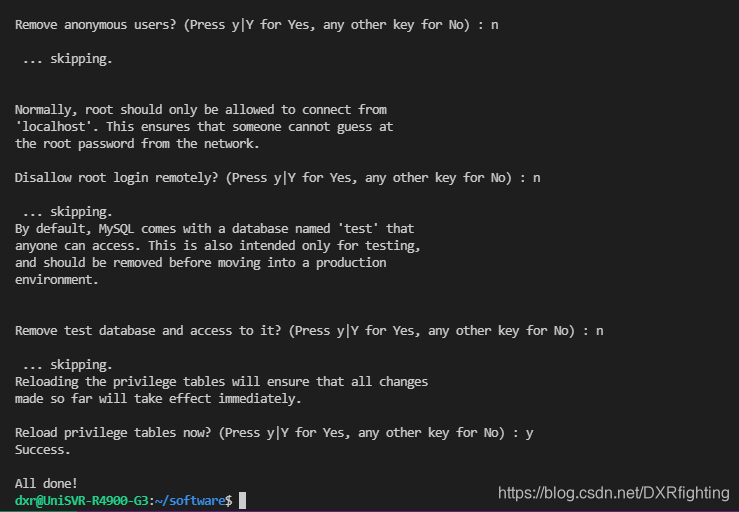 Remove anonymous users? (Press y|Y for Yes, any other key for No) : n
... skipping.
Normally, root should only be allowed to connect from
'localhost'. This ensures that someone cannot guess at
the root password from the network.
Disallow root login remotely? (Press y|Y for Yes, any other key for No) : n
... skipping.
By default, MySQL comes with a database named 'test' that
anyone can access. This is also intended only for testing,
and should be removed before moving into a production
environment.
Remove test database and access to it? (Press y|Y for Yes, any other key for No) : n
... skipping.
Reloading the privilege tables will ensure that all changes
made so far will take effect immediately.
Reload privilege tables now? (Press y|Y for Yes, any other key for No) : y
Success.
All done!
dxr@UniSVR-R4900-G3:~/software$
https://blog.csdn.net/DXRfighting